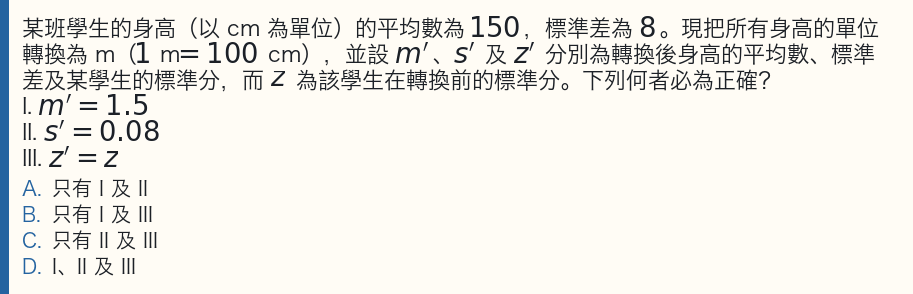 某班學生的身高（以 cm 為單位）的平均數為 150，標準差為 8。現把所有身高的單位
轉換為 m（1 m= 100 cm），並設 m′、s′ 及 z′ 分別為轉換後身高的平均數、標準
差及某學生的標準分，而 z 為該學生在轉換前的標準分。下列何者必為正確？
I. m′ = 1.5
II. s′ = 0.08
III. z′ = z
A. 只有 I 及 II
B. 只有 I 及 III
C. 只有 II 及 III
D. I、II 及 III